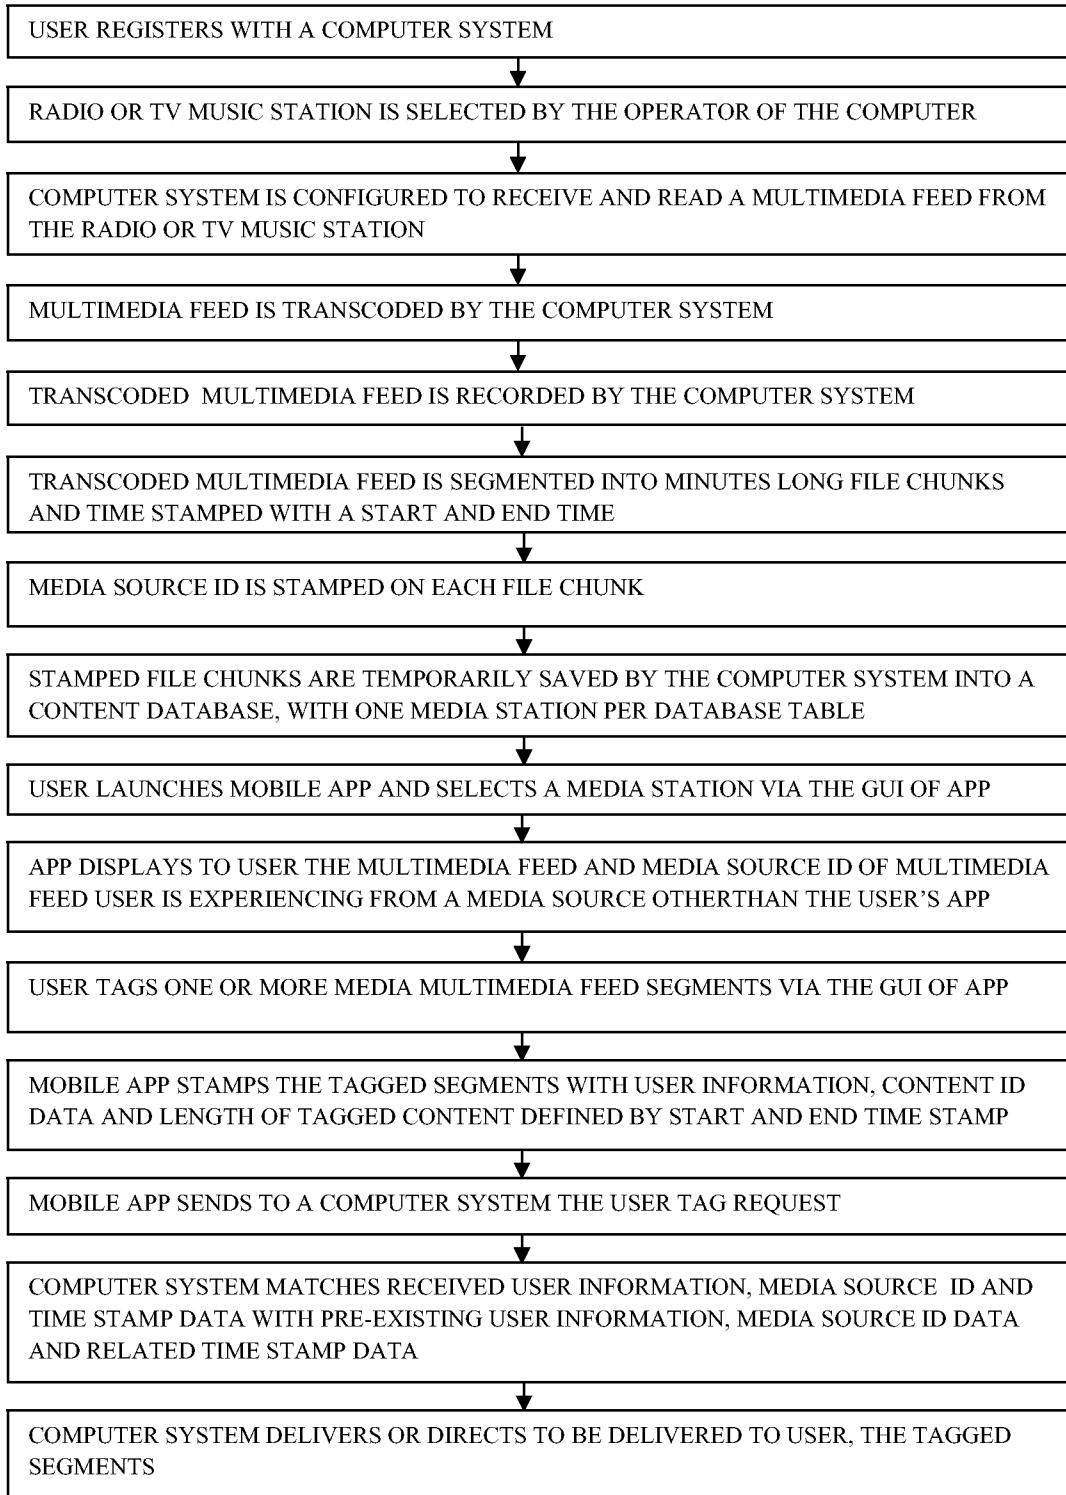 USER REGISTERS WITH A COMPUTER SYSTEM
RADIO OR TV MUSIC STATION IS SELECTED BY THE OPERATOR OF THE COMPUTER
COMPUTER SYSTEM IS CONFIGURED TO RECEIVE AND READ A MULTIMEDIA FEED FROM
THE RADIO OR TV MUSIC STATION
MULTIMEDIA FEED IS TRANSCODED BY THE COMPUTER SYSTEM
TRANSCODED MULTIMEDIA FEED IS RECORDED BY THE COMPUTER SYSTEM
TRANSCODED MULTIMEDIA FEED IS SEGMENTED INTO MINUTES LONG FILE CHUNKS
AND TIME STAMPED WITH A START AND END TIME
MEDIA SOURCE ID IS STAMPED ON EACH FILE CHUNK
STAMPED FILE CHUNKS ARE TEMPORARILY SAVED BY THE COMPUTER SYSTEM INTO A
CONTENT DATABASE, WITH ONE MEDIA STATION PER DATABASE TABLE
USER LAUNCHES MOBILE APP AND SELECTS A MEDIA STATION VIA THE GUI OF APP
APP DISPLAYS TO USER THE MULTIMEDIA FEED AND MEDIA SOURCE ID OF MULTIMEDIA
FEED USER IS EXPERIENCING FROM A MEDIA SOURCE OTHERTHAN THE USER'S APP
USER TAGS ONE OR MORE MEDIA MULTIMEDIA FEED SEGMENTS VIA THE GUI OF APP
MOBILE APP STAMPS THE TAGGED SEGMENTS WITH USER INFORMATION, CONTENT ID
DATA AND LENGTH OF TAGGED CONTENT DEFINED BY START AND END TIME STAMP
MOBILE APP SENDS TO A COMPUTER SYSTEM THE USER TAG REQUEST
COMPUTER SYSTEM MATCHES RECEIVED USER INFORMATION, MEDIA SOURCE ID AND
TIME STAMP DATA WITH PRE-EXISTING USER INFORMATION, MEDIA SOURCE ID DATA
AND RELATED TIME STAMP DATA
COMPUTER SYSTEM DELIVERS OR DIRECTS TO BE DELIVERED TO USER, THE TAGGED
SEGMENTS